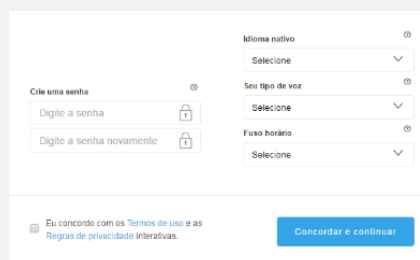 Crie uma senha
Digite a senha
Digite a senha novamente
Idioma nativo
Selecione
Seu tipo de voz
Selecione
Fuso horário
Selecione
Eu concordo com os Termos de uso e as
Regras de privacidade interativas.
Concordar e continuar